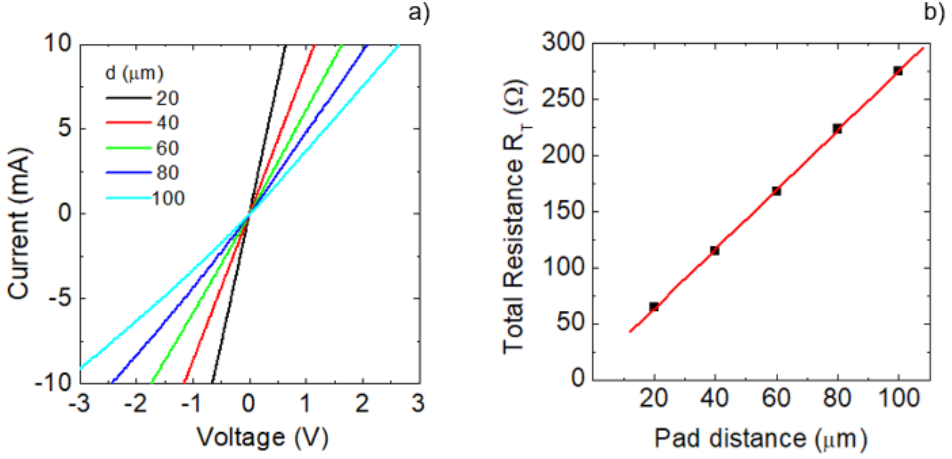 a)
10
5
0
-5
-10
Current (mA)
d (μm)
20
40
60
80
100
-3 -2 -1 0 1 2 3
Voltage (V)
b)
300
250
200
150
100
50
0
Total Resistance R_T (Ω)
20 40 60 80 100
Pad distance (μm)